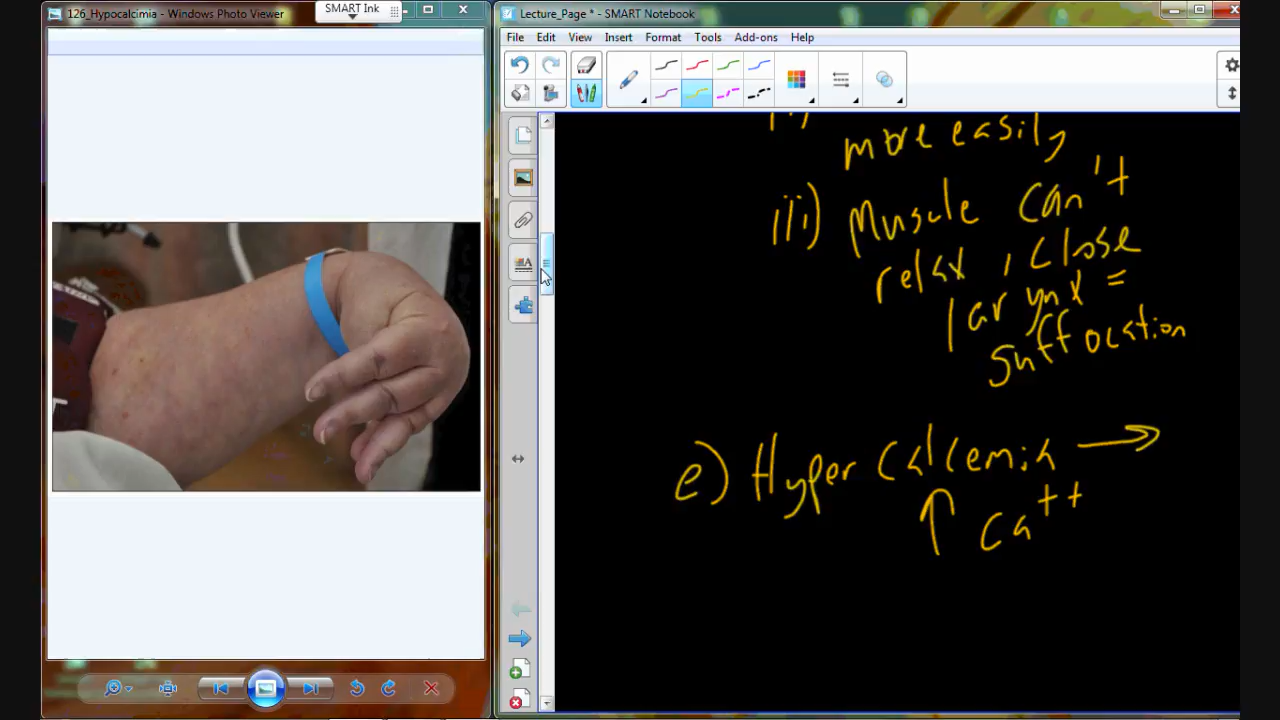 126_Hypocalcimia - Windows Photo Viewer
SMART Ink
Lecture_Page * - SMART Notebook
File Edit View Insert Format Tools Add-ons Help
more easily
iii) Muscle can't
relax, close
larynx =
suffocation
e) Hyper Calcemia →
↑ Ca++